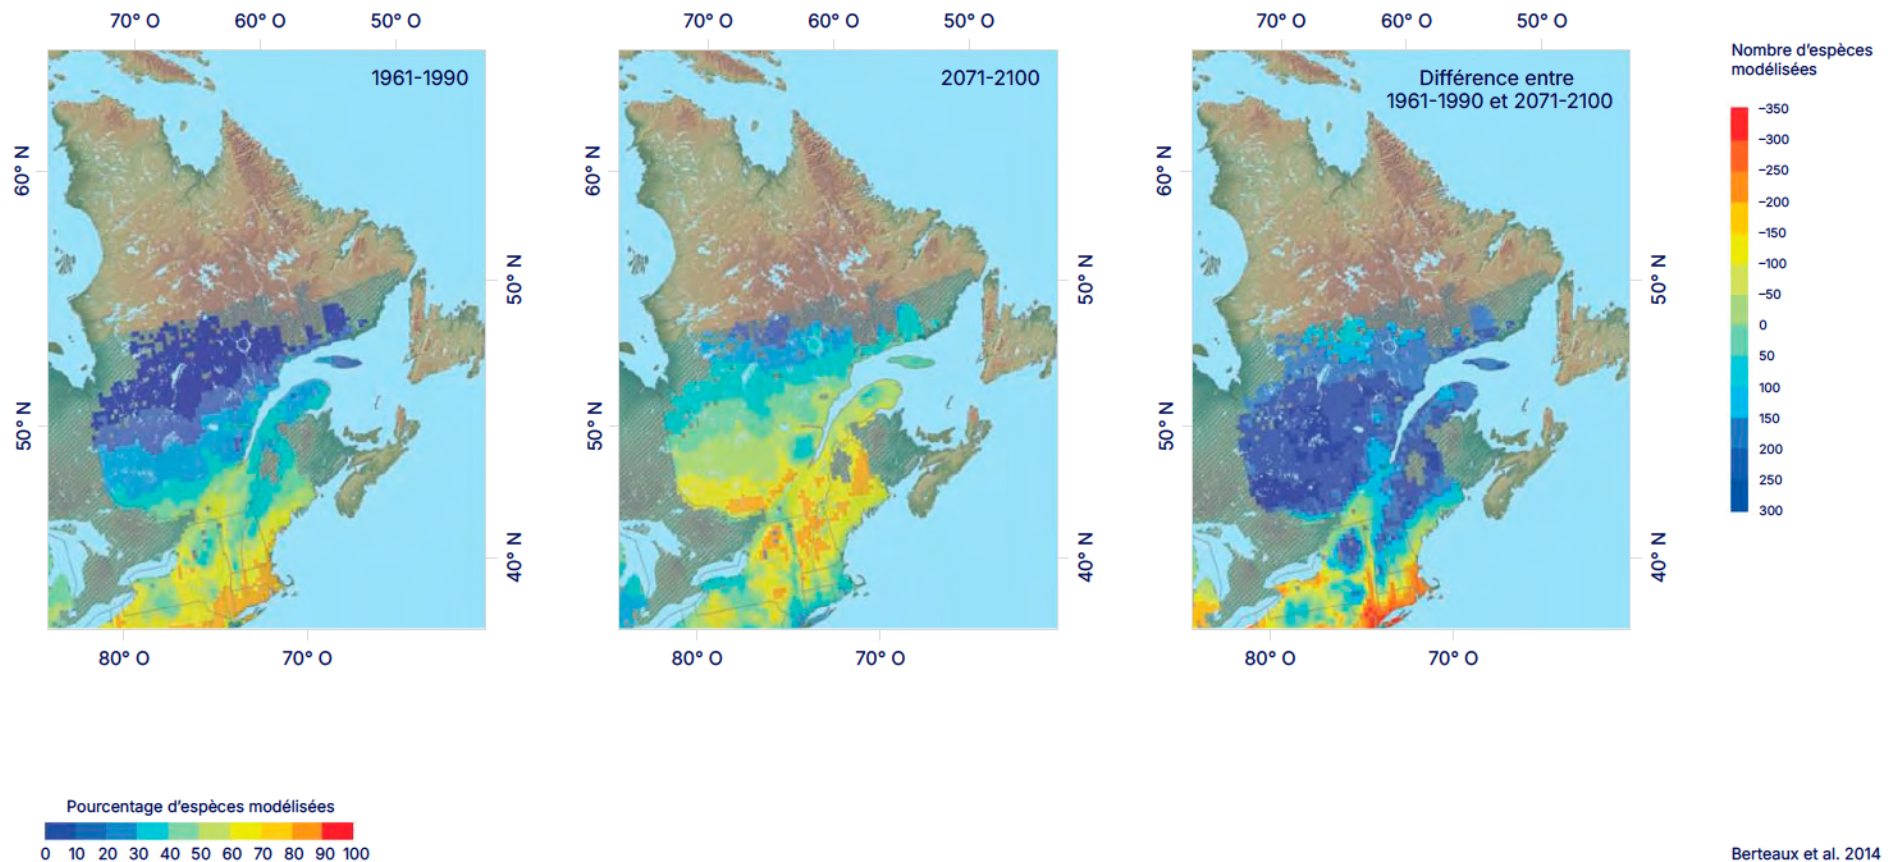 70° O 60° O 50° O
70° O 60° O 50° O
70° O 60° O 50° O
1961-1990
2071-2100
Différence entre
1961-1990 et 2071-2100
60° N
50° N
50° N
40° N
60° N
50° N
50° N
40° N
60° N
50° N
50° N
40° N
80° O 70° O
80° O 70° O
80° O 70° O
Nombre d'espèces
modélisées
−350
−300
−250
−200
−150
−100
−50
0
50
100
150
200
250
300
Pourcentage d'espèces modélisées
0 10 20 30 40 50 60 70 80 90 100
Berteaux et al. 2014